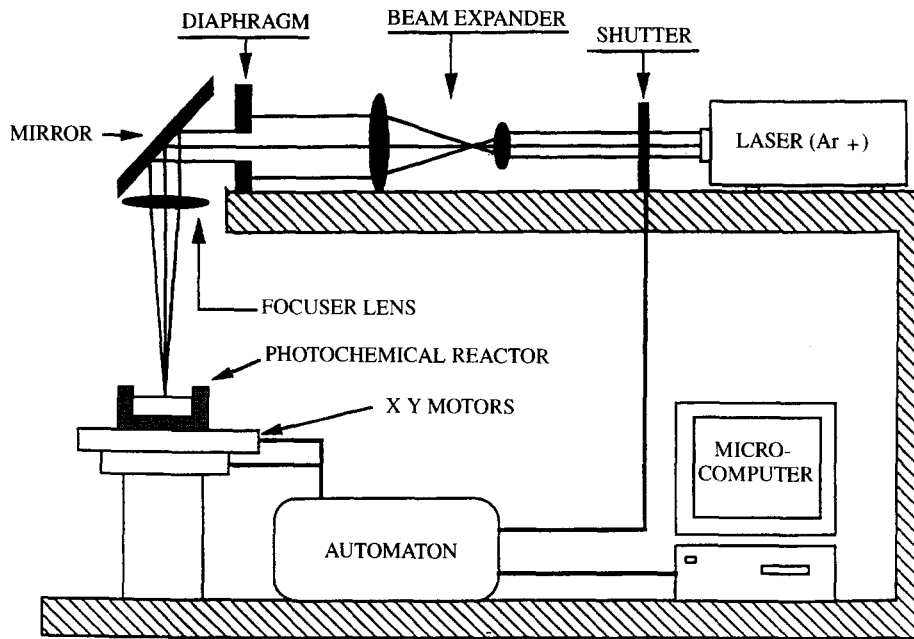 BEAM EXPANDER
DIAPHRAGM
SHUTTER
MIRROR
LASER (Ar +)
FOCUSER LENS
PHOTOCHEMICAL REACTOR
X Y MOTORS
MICRO-
COMPUTER
AUTOMATON